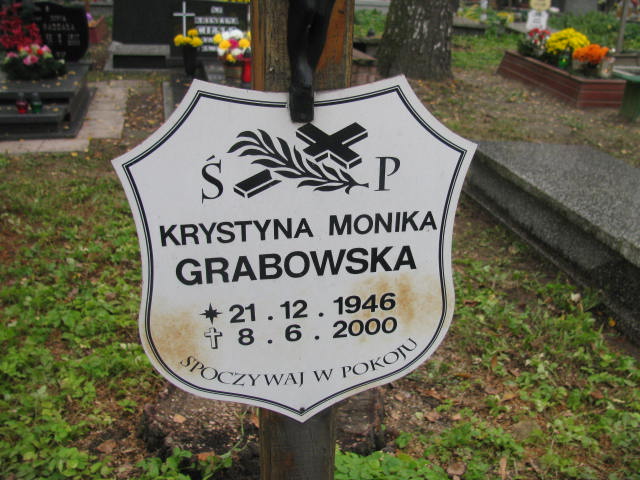 Ś P
KRYSTYNA MONIKA
GRABOWSKA
21.12.1946
8.6.2000
SPOCZYWAJ W POKOJU